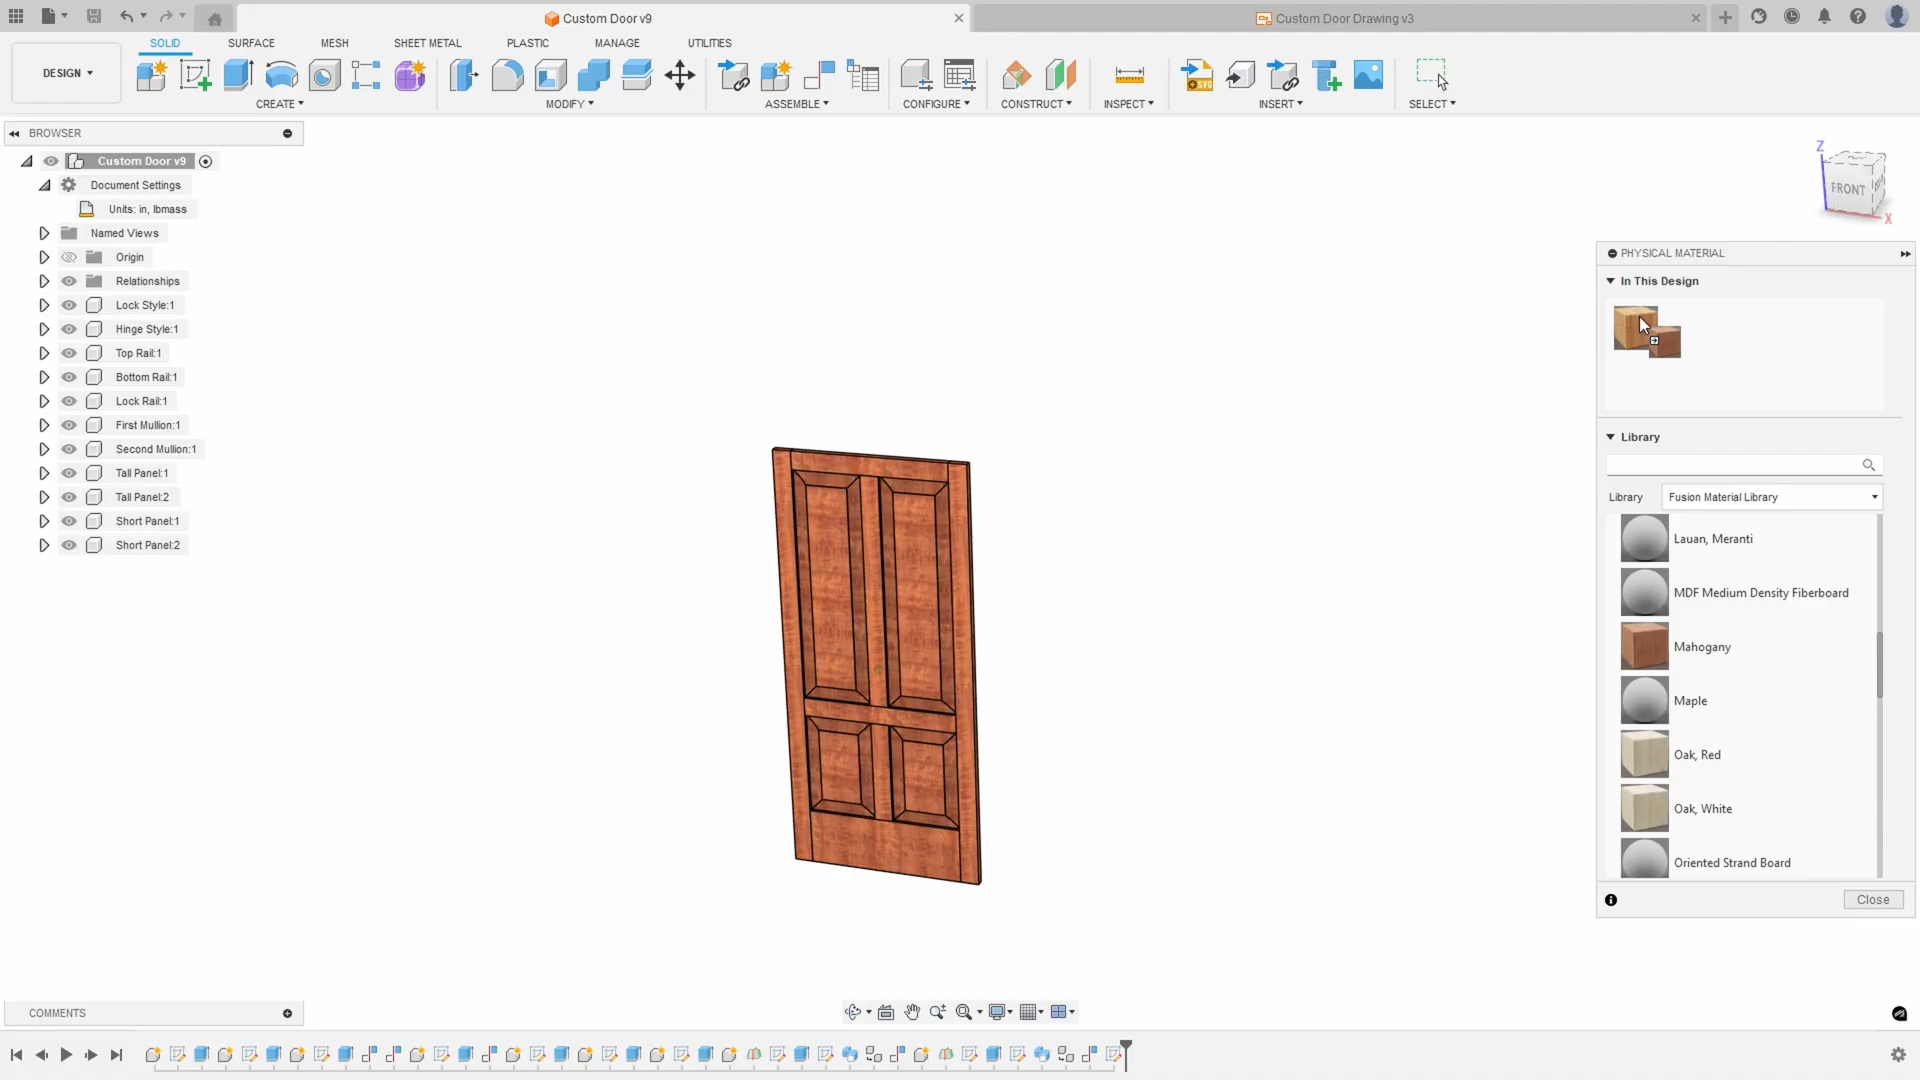 Custom Door v9
Custom Door Drawing v3
DESIGN
SOLID
SURFACE
MESH
SHEET METAL
PLASTIC
MANAGE
UTILITIES
CREATE
MODIFY
ASSEMBLE
CONFIGURE
CONSTRUCT
INSPECT
INSERT
SELECT
BROWSER
Custom Door v9
Document Settings
Units: in, lbmass
Named Views
Origin
Relationships
Lock Style:1
Hinge Style:1
Top Rail:1
Bottom Rail:1
Lock Rail:1
First Mullion:1
Second Mullion:1
Tall Panel:1
Tall Panel:2
Short Panel:1
Short Panel:2
Z
FRONT
X
PHYSICAL MATERIAL
In This Design
Library
Library
Fusion Material Library
Lauan, Meranti
MDF Medium Density Fiberboard
Mahogany
Maple
Oak, Red
Oak, White
Oriented Strand Board
Close
COMMENTS